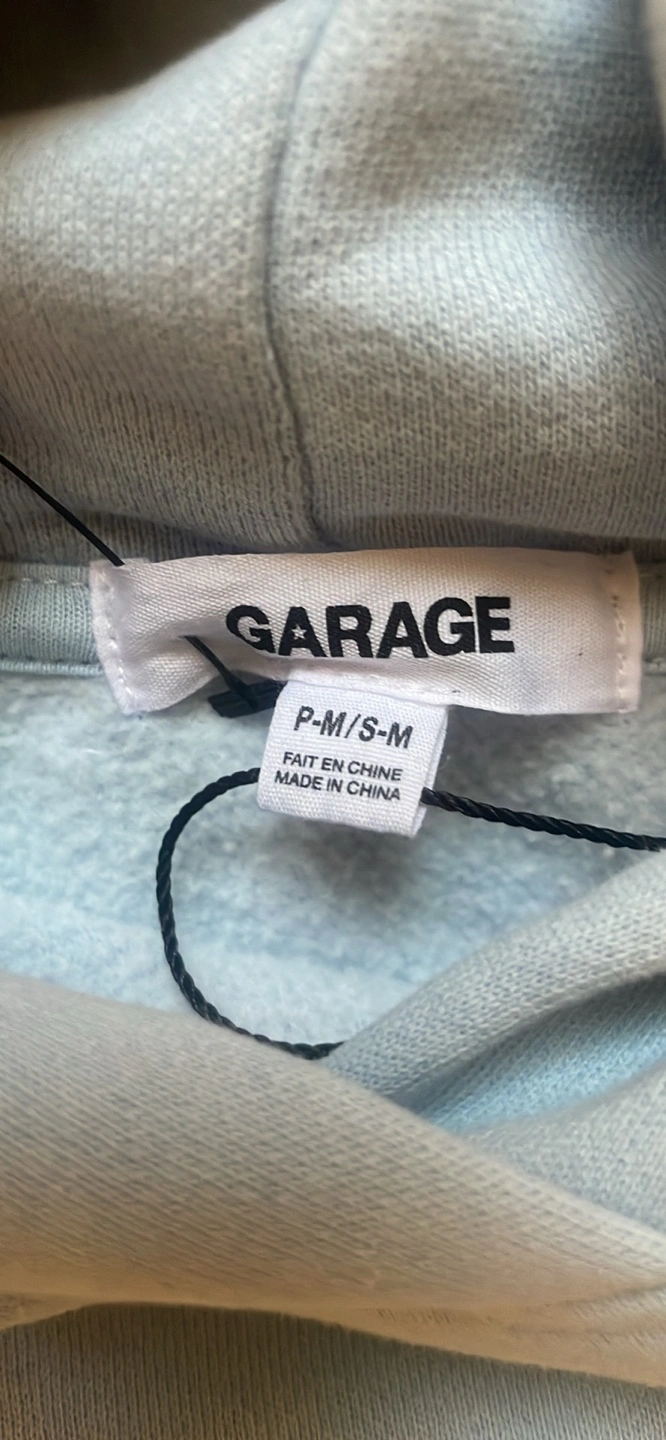 GARAGE
P-M/S-M
FAIT EN CHINE
MADE IN CHINA